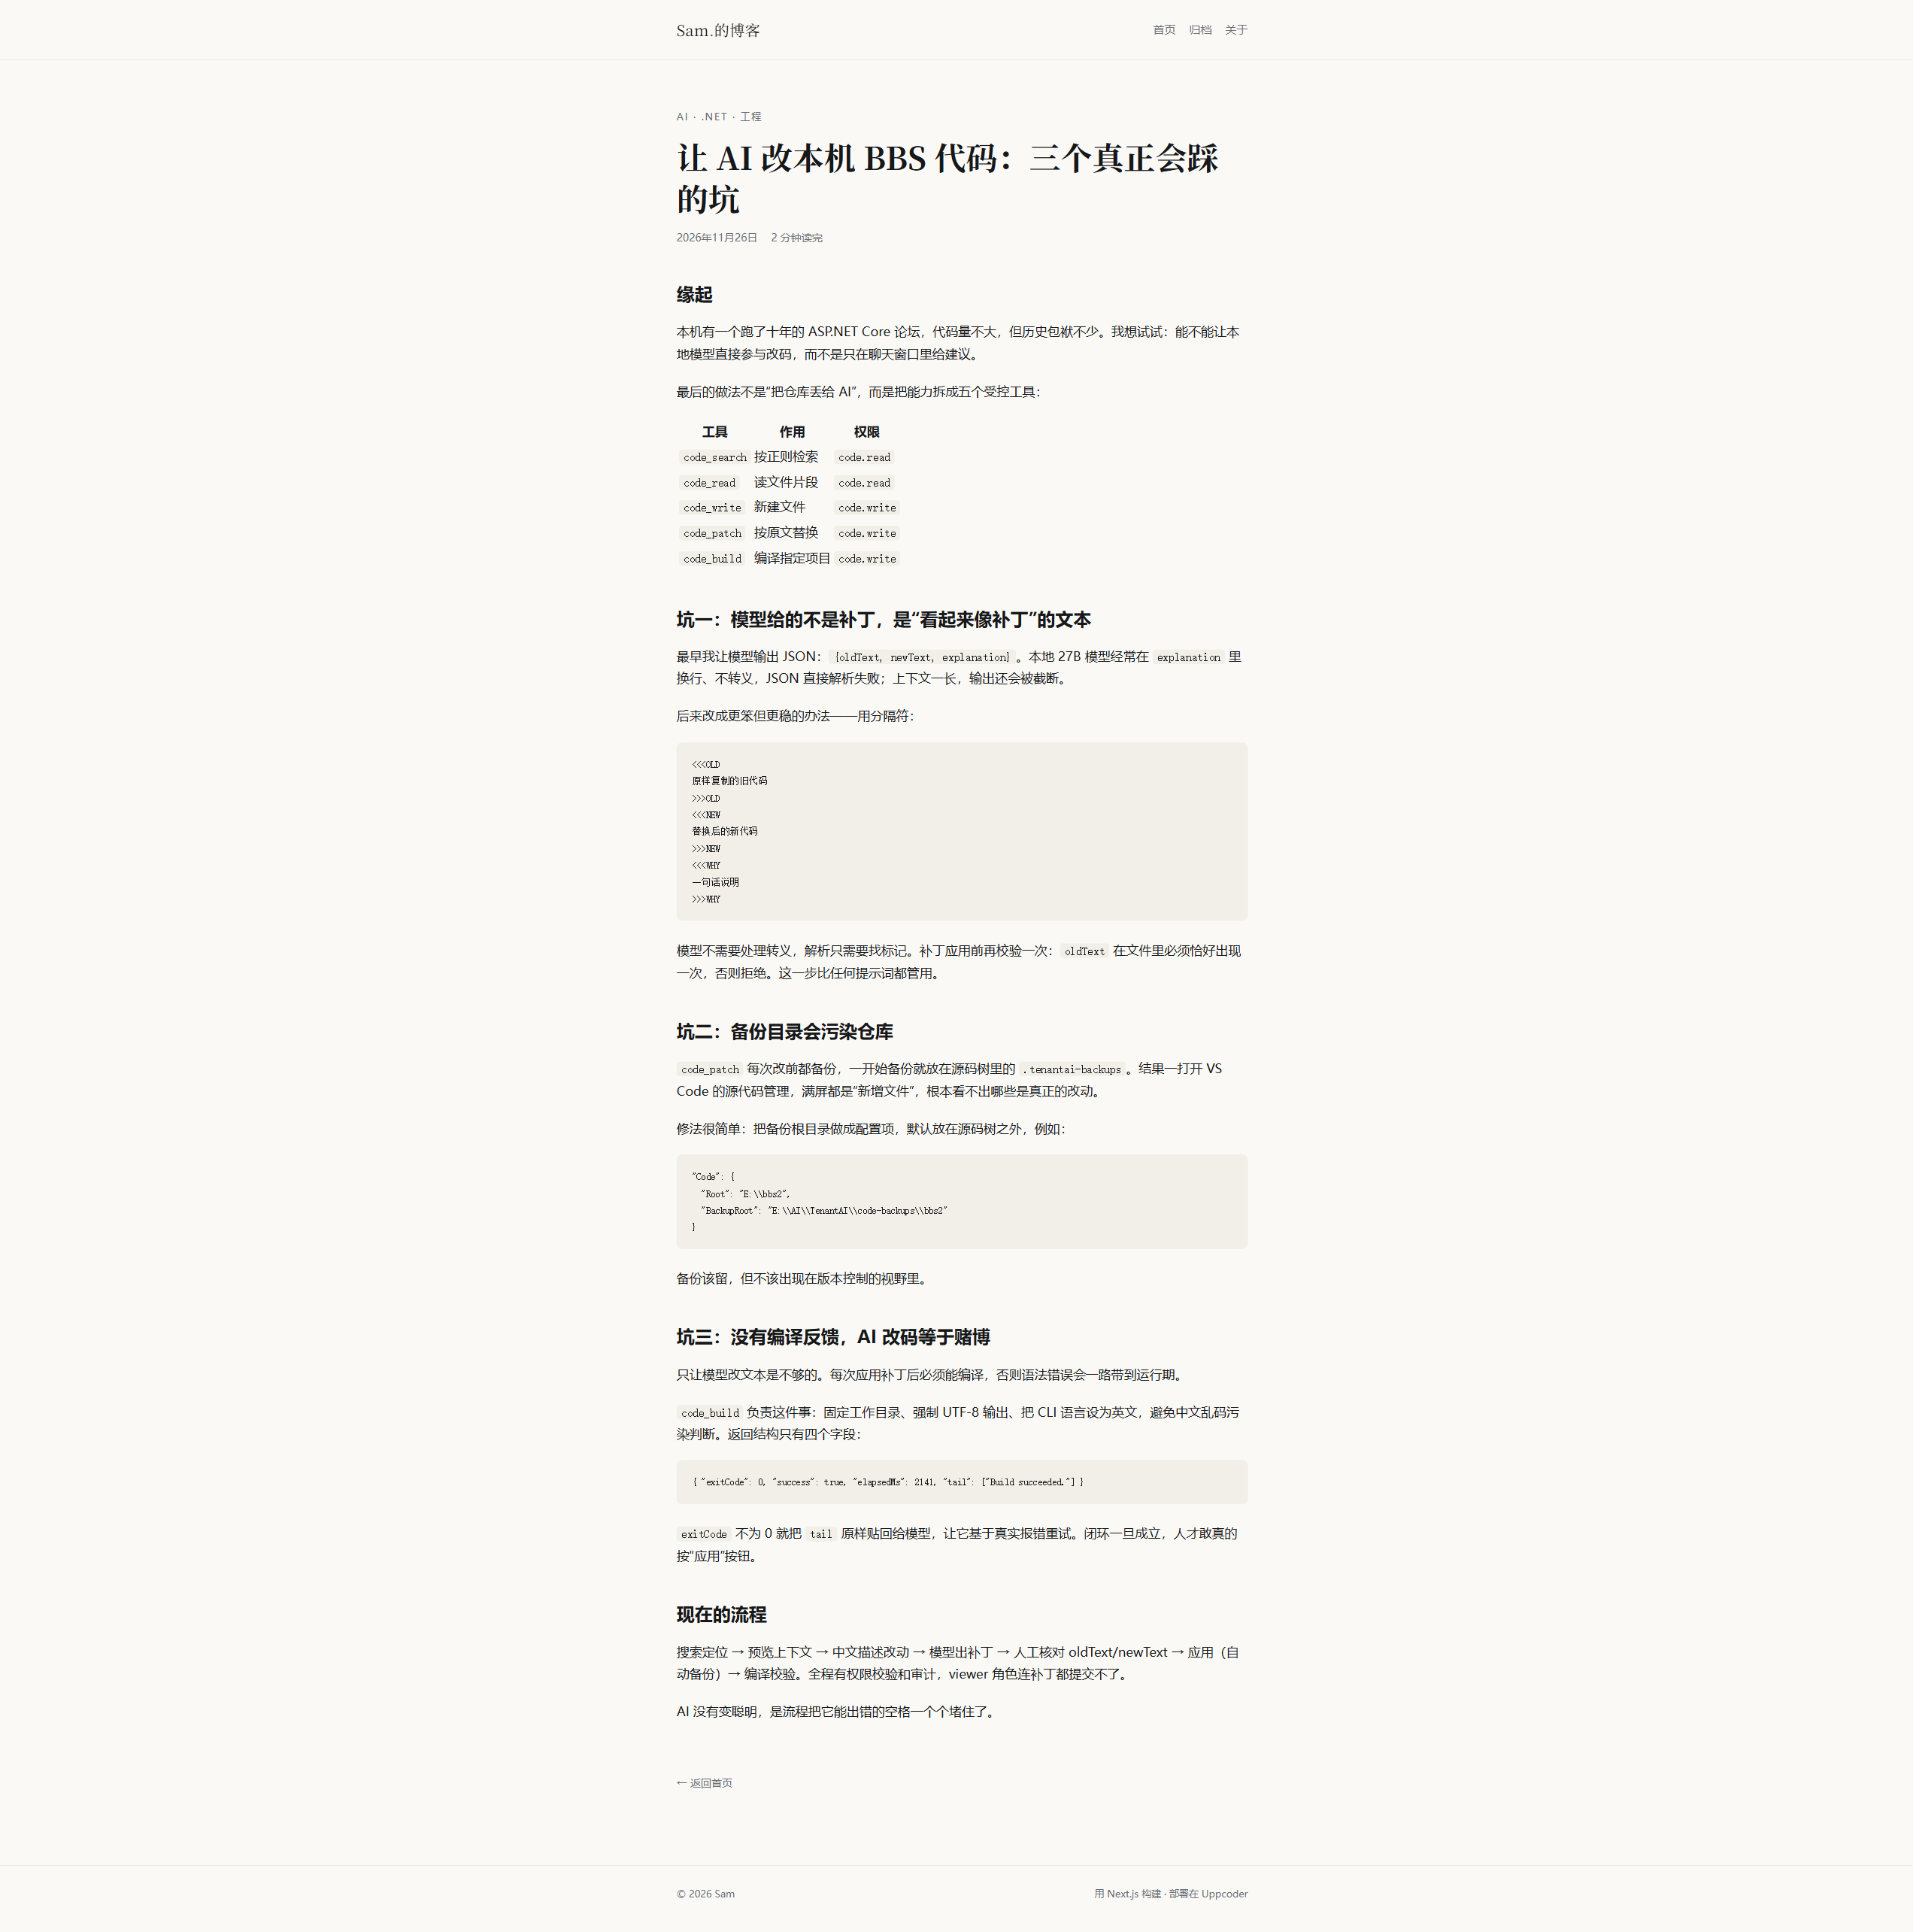 Sam.的博客
首页 归档 关于
AI · .NET · 工程
让 AI 改本机 BBS 代码：三个真正会踩
的坑
2026年11月26日 2 分钟读完
缘起
本机有一个跑了十年的 ASP.NET Core 论坛，代码量不大，但历史包袱不少。我想试试：能不能让本
地模型直接参与改码，而不是只在聊天窗口里给建议。
最后的做法不是“把仓库丢给 AI”，而是把能力拆成五个受控工具：
工具 作用 权限
code_search 按正则检索 code.read
code_read 读文件片段 code.read
code_write 新建文件 code.write
code_patch 按原文替换 code.write
code_build 编译指定项目 code.write
坑一：模型给的不是补丁，是“看起来像补丁”的文本
最早我让模型输出 JSON：{oldText, newText, explanation}。本地 27B 模型经常在 explanation 里
换行、不转义，JSON 直接解析失败；上下文一长，输出还会被截断。
后来改成更笨但更稳的办法——用分隔符：
<<<OLD
原样复制的旧代码
>>>OLD
<<<NEW
替换后的新代码
>>>NEW
<<<WHY
一句话说明
>>>WHY
模型不需要处理转义，解析只需要找标记。补丁应用前再校验一次：oldText 在文件里必须恰好出现
一次，否则拒绝。这一步比任何提示词都管用。
坑二：备份目录会污染仓库
code_patch 每次改前都备份，一开始备份就放在源码树里的 .tenantai-backups。结果一打开 VS
Code 的源代码管理，满屏都是“新增文件”，根本看不出哪些是真正的改动。
修法很简单：把备份根目录做成配置项，默认放在源码树之外，例如：
"Code": {
"Root": "E:\\bbs2",
"BackupRoot": "E:\\AI\\TenantAI\\code-backups\\bbs2"
}
备份该留，但不该出现在版本控制的视野里。
坑三：没有编译反馈，AI 改码等于赌博
只让模型改文本是不够的。每次应用补丁后必须能编译，否则语法错误会一路带到运行期。
code_build 负责这件事：固定工作目录、强制 UTF-8 输出、把 CLI 语言设为英文，避免中文乱码污
染判断。返回结构只有四个字段：
{ "exitCode": 0, "success": true, "elapsedMs": 2141, "tail": ["Build succeeded."] }
exitCode 不为 0 就把 tail 原样贴回给模型，让它基于真实报错重试。闭环一旦成立，人才敢真的
按“应用”按钮。
现在的流程
搜索定位 → 预览上下文 → 中文描述改动 → 模型出补丁 → 人工核对 oldText/newText → 应用（自
动备份）→ 编译校验。全程有权限校验和审计，viewer 角色连补丁都提交不了。
AI 没有变聪明，是流程把它能出错的空格一个个堵住了。
← 返回首页
© 2026 Sam
用 Next.js 构建 · 部署在 Uppcoder